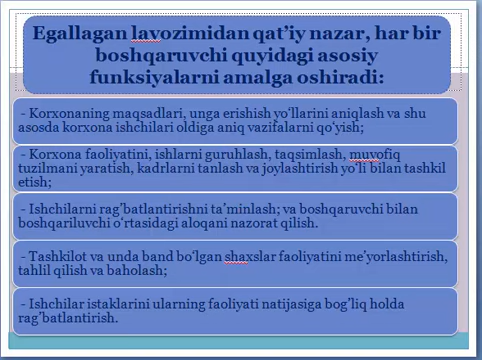 Egallagan lavozimidan qat’iy nazar, har bir
boshqaruvchi quyidagi asosiy
funksiyalarni amalga oshiradi:
- Korxonaning maqsadlari, unga erishish yo‘llarini aniqlash va shu
asosda korxona ishchilari oldiga aniq vazifalarni qo‘yish;
- Korxona faoliyatini, ishlarni guruhlash, taqsimlash, muvofiq
tuzilmani yaratish, kadrlarni tanlash va joylashtirish yo‘li bilan tashkil
etish;
- Ishchilarni rag’batlantirishni ta’minlash; va boshqaruvchi bilan
boshqariluvchi o‘rtasidagi aloqani nazorat qilish.
- Tashkilot va unda band bo‘lgan shaxslar faoliyatini me’yorlashtirish,
tahlil qilish va baholash;
- Ishchilar istaklarini ularning faoliyati natijasiga bog’liq holda
rag’batlantirish.